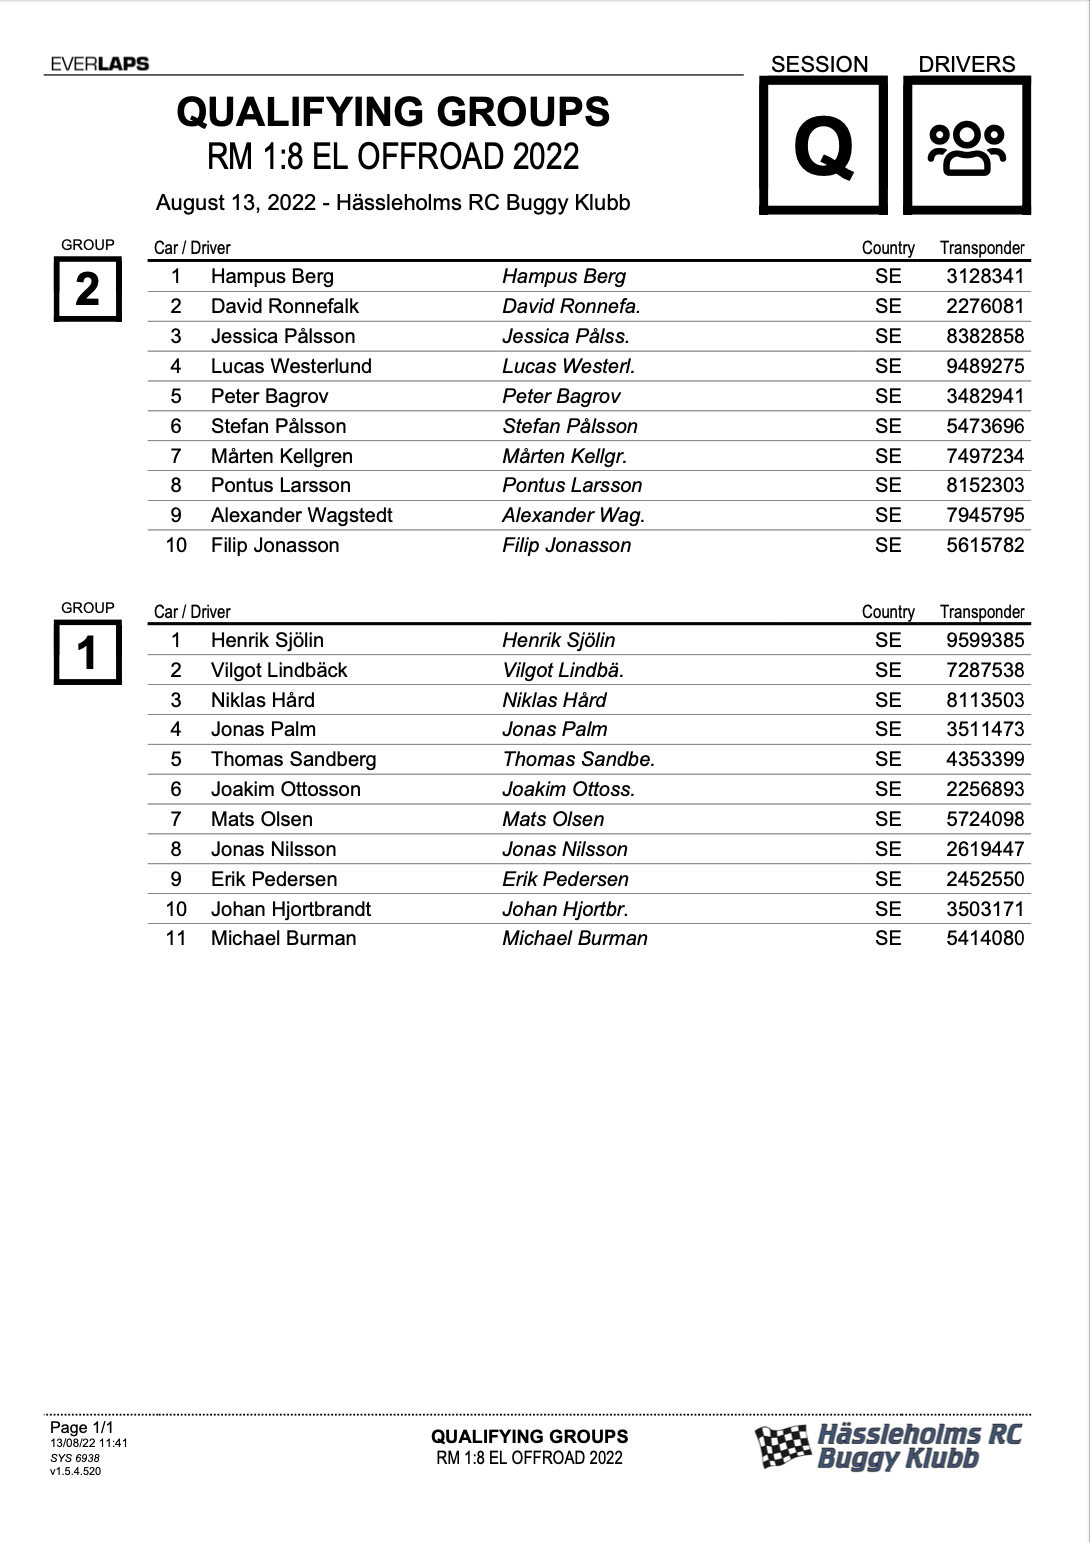 EVERLAPS
SESSION DRIVERS
QUALIFYING GROUPS
RM 1:8 EL OFFROAD 2022
Q
August 13, 2022 - Hässleholms RC Buggy Klubb
GROUP Car / Driver Country Transponder
2
1 Hampus Berg Hampus Berg SE 3128341
2 David Ronnefalk David Ronnefa. SE 2276081
3 Jessica Pålsson Jessica Pålss. SE 8382858
4 Lucas Westerlund Lucas Westerl. SE 9489275
5 Peter Bagrov Peter Bagrov SE 3482941
6 Stefan Pålsson Stefan Pålsson SE 5473696
7 Mårten Kellgren Mårten Kellgr. SE 7497234
8 Pontus Larsson Pontus Larsson SE 8152303
9 Alexander Wagstedt Alexander Wag. SE 7945795
10 Filip Jonasson Filip Jonasson SE 5615782
GROUP Car / Driver Country Transponder
1
1 Henrik Sjölin Henrik Sjölin SE 9599385
2 Vilgot Lindbäck Vilgot Lindbä. SE 7287538
3 Niklas Hård Niklas Hård SE 8113503
4 Jonas Palm Jonas Palm SE 3511473
5 Thomas Sandberg Thomas Sandbe. SE 4353399
6 Joakim Ottosson Joakim Ottoss. SE 2256893
7 Mats Olsen Mats Olsen SE 5724098
8 Jonas Nilsson Jonas Nilsson SE 2619447
9 Erik Pedersen Erik Pedersen SE 2452550
10 Johan Hjortbrandt Johan Hjortbr. SE 3503171
11 Michael Burman Michael Burman SE 5414080
Page 1/1
13/08/22 11:41
SYS 6938
v1.5.4.520
QUALIFYING GROUPS
RM 1:8 EL OFFROAD 2022
Hässleholms RC
Buggy Klubb